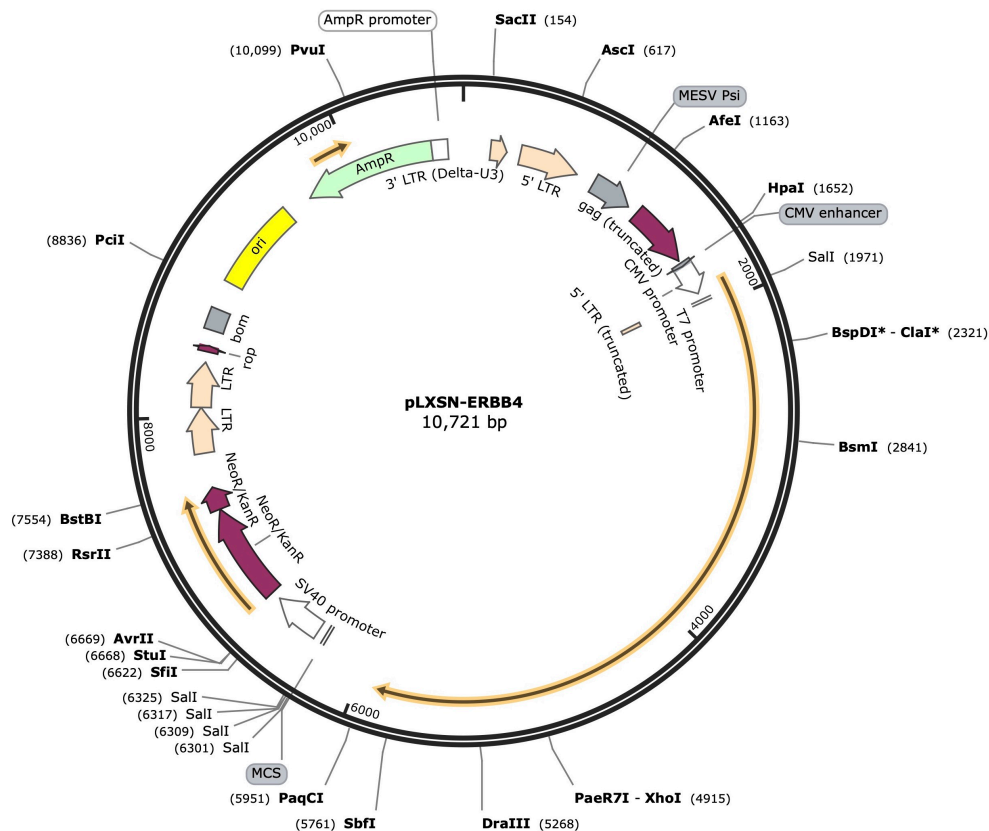 AmpR promoter
SacII (154)
(10,099) PvuI
AscI (617)
MESV Psi
AfeI (1163)
10,000
AmpR
3' LTR (Delta-U3)
5' LTR
HpaI (1652)
CMV enhancer
gag (truncated)
SalI (1971)
2000
(8836) PciI
ori
CMV promoter
5' LTR (truncated)
T7 promoter
BspDI* - ClaI* (2321)
bom
rop
LTR
LTR
pLXSN-ERBB4
10,721 bp
8000
BsmI (2841)
NeoR/KanR
NeoR/KanR
(7554) BstBI
(7388) RsrII
SV40 promoter
4000
(6669) AvrII
(6668) StuI
(6622) SfiI
(6325) SalI
(6317) SalI
(6309) SalI
(6301) SalI
6000
MCS
(5951) PaqCI
PaeR7I - XhoI (4915)
(5761) SbfI
DraIII (5268)